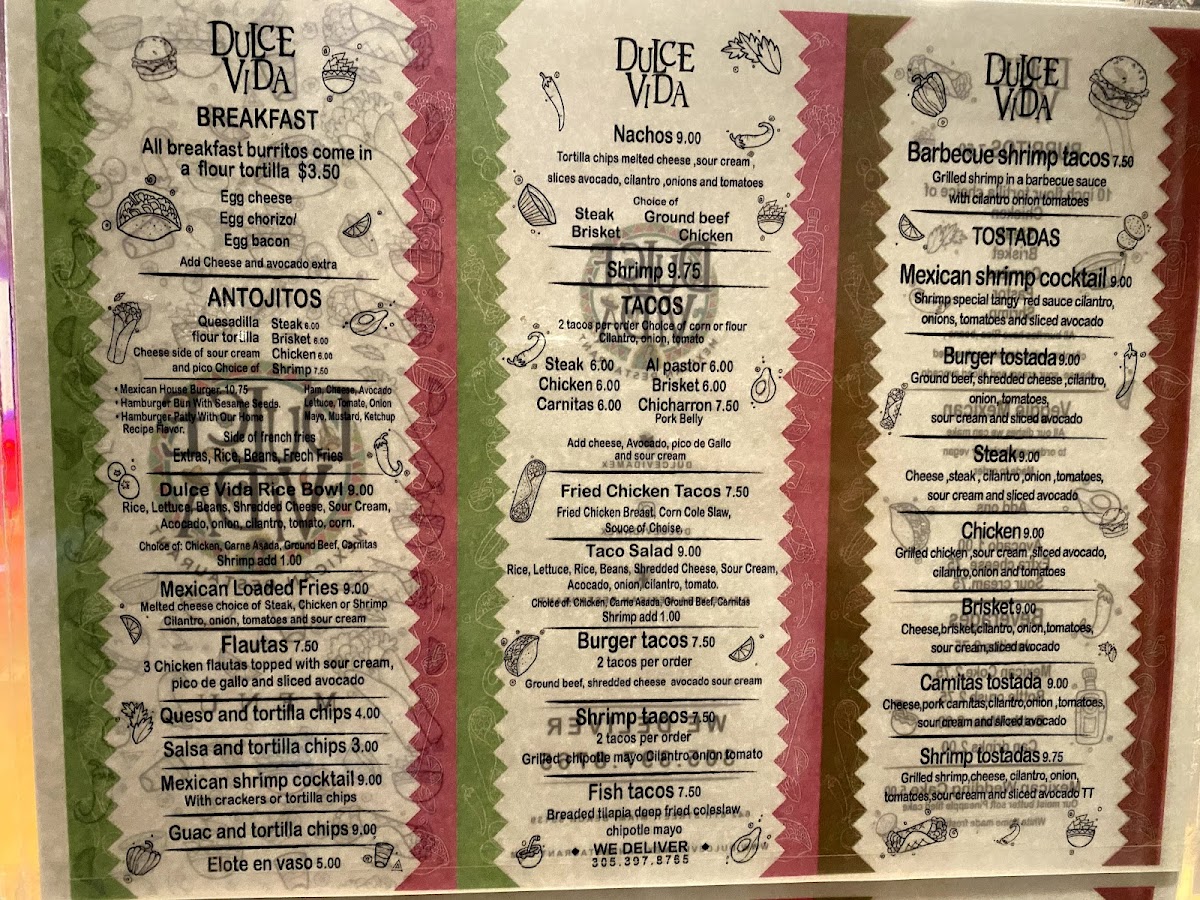 DULCE
VIDA
BREAKFAST
All breakfast burritos come in
a flour tortilla $3.50
Egg cheese
Egg chorizo/
Egg bacon
Add Cheese and avocado extra
ANTOJITOS
Quesadilla Steak 6.00
flour tortilla Brisket 6.00
Cheese side of sour cream Chicken 6.00
and pico Choice of Shrimp 7.50
• Mexican House Burger. 10.75 Ham, Cheese, Avocado
• Hamburger Bun With Sesame Seeds. Lettuce, Tomate, Onion
• Hamburger Patty With Our Home Mayo, Mustard, Ketchup
Recipe Flavor.
Side of french fries
Extras, Rice, Beans, Frech Fries
Dulce Vida Rice Bowl 9.00
Rice, Lettuce, Beans, Shredded Cheese, Sour Cream,
Acocado, onion, cilantro, tomato, corn.
Choice of: Chicken, Carne Asada, Ground Beef, Carnitas
Shrimp add 1.00
Mexican Loaded Fries 9.00
Melted cheese choice of Steak, Chicken or Shrimp
Cilantro, onion, tomatoes and sour cream
Flautas 7.50
3 Chicken flautas topped with sour cream,
pico de gallo and sliced avocado
Queso and tortilla chips 4.00
Salsa and tortilla chips 3.00
Mexican shrimp cocktail 9.00
With crackers or tortilla chips
Guac and tortilla chips 9.00
Elote en vaso 5.00
DULCE
VIDA
Nachos 9.00
Tortilla chips melted cheese ,sour cream ,
slices avocado, cilantro ,onions and tomatoes
Choice of
Steak Ground beef
Brisket Chicken
Shrimp 9.75
TACOS
2 tacos per order Choice of corn or flour
Cilantro, onion, tomato
Steak 6.00 Al pastor 6.00
Chicken 6.00 Brisket 6.00
Carnitas 6.00 Chicharron 7.50
Pork Belly
Add cheese, Avocado, pico de Gallo
and sour cream
Fried Chicken Tacos 7.50
Fried Chicken Breast, Corn Cole Slaw,
Souce of Choise.
Taco Salad 9.00
Rice, Lettuce, Rice, Beans, Shredded Cheese, Sour Cream,
Acocado, onion, cilantro, tomato.
Choice of: Chicken, Carne Asada, Ground Beef, Carnitas
Shrimp add 1.00
Burger tacos 7.50
2 tacos per order
Ground beef, shredded cheese avocado sour cream
Shrimp tacos 7.50
2 tacos per order
Grilled chipotle mayo Cilantro onion tomato
Fish tacos 7.50
Breaded tilapia deep fried coleslaw
chipotle mayo
• WE DELIVER •
305.397.8765
DULCE
VIDA
Barbecue shrimp tacos 7.50
Grilled shrimp in a barbecue sauce
with cilantro onion tomatoes
TOSTADAS
Mexican shrimp cocktail 9.00
Shrimp special tangy red sauce cilantro,
onions, tomatoes and sliced avocado
Burger tostada 9.00
Ground beef, shredded cheese ,cilantro,
onion, tomatoes,
sour cream and sliced avocado
Steak 9.00
Cheese ,steak , cilantro ,onion ,tomatoes,
sour cream and sliced avocado
Chicken 9.00
Grilled chicken ,sour cream ,sliced avocado,
cilantro,onion and tomatoes
Brisket 9.00
Cheese,brisket,cilantro, onion ,tomatoes,
sour cream,sliced avocado
Carnitas tostada 9.00
Cheese,pork carnitas,cilantro,onion ,tomatoes,
sour cream and sliced avocado
Shrimp tostadas 9.75
Grilled shrimp,cheese, cilantro, onion,
tomatoes,sour cream and sliced avocado TT